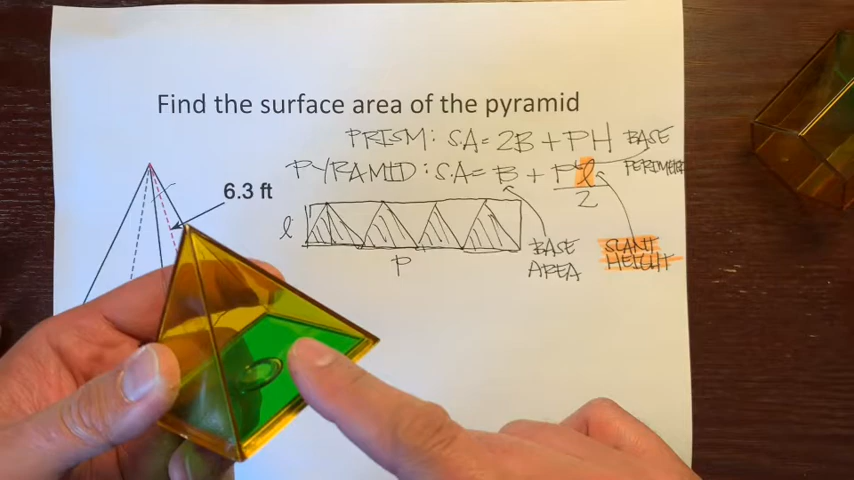 Find the surface area of the pyramid
PRISM: S.A = 2B + PH BASE
PYRAMID: S.A = B + Pl PERIMETER
2
6.3 ft
l
P
BASE
AREA
SLANT
HEIGHT